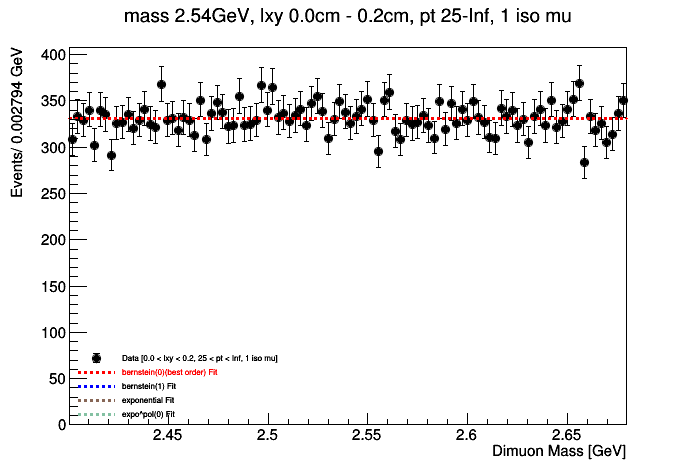 mass 2.54GeV, lxy 0.0cm - 0.2cm, pt 25-Inf, 1 iso mu
Events/ 0.002794 GeV
400
350
300
250
200
150
100
50
0
Data [0.0 < lxy < 0.2, 25 < pt < Inf, 1 iso mu]
bernstein(0)(best order) Fit
bernstein(1) Fit
exponential Fit
expo^pol(0) Fit
2.45 2.5 2.55 2.6 2.65
Dimuon Mass [GeV]